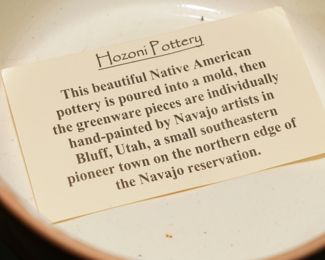 Hozoni Pottery
This beautiful Native American
pottery is poured into a mold, then
the greenware pieces are individually
hand-painted by Navajo artists in
Bluff, Utah, a small southeastern
pioneer town on the northern edge of
the Navajo reservation.